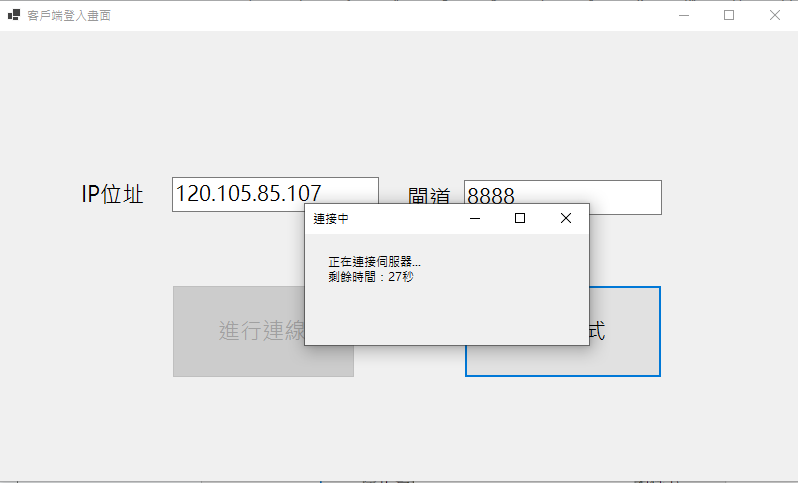 客戶端登入畫面
IP位址
120.105.85.107
閘道
8888
連接中
正在連接伺服器...
剩餘時間：27秒
進行連線
式